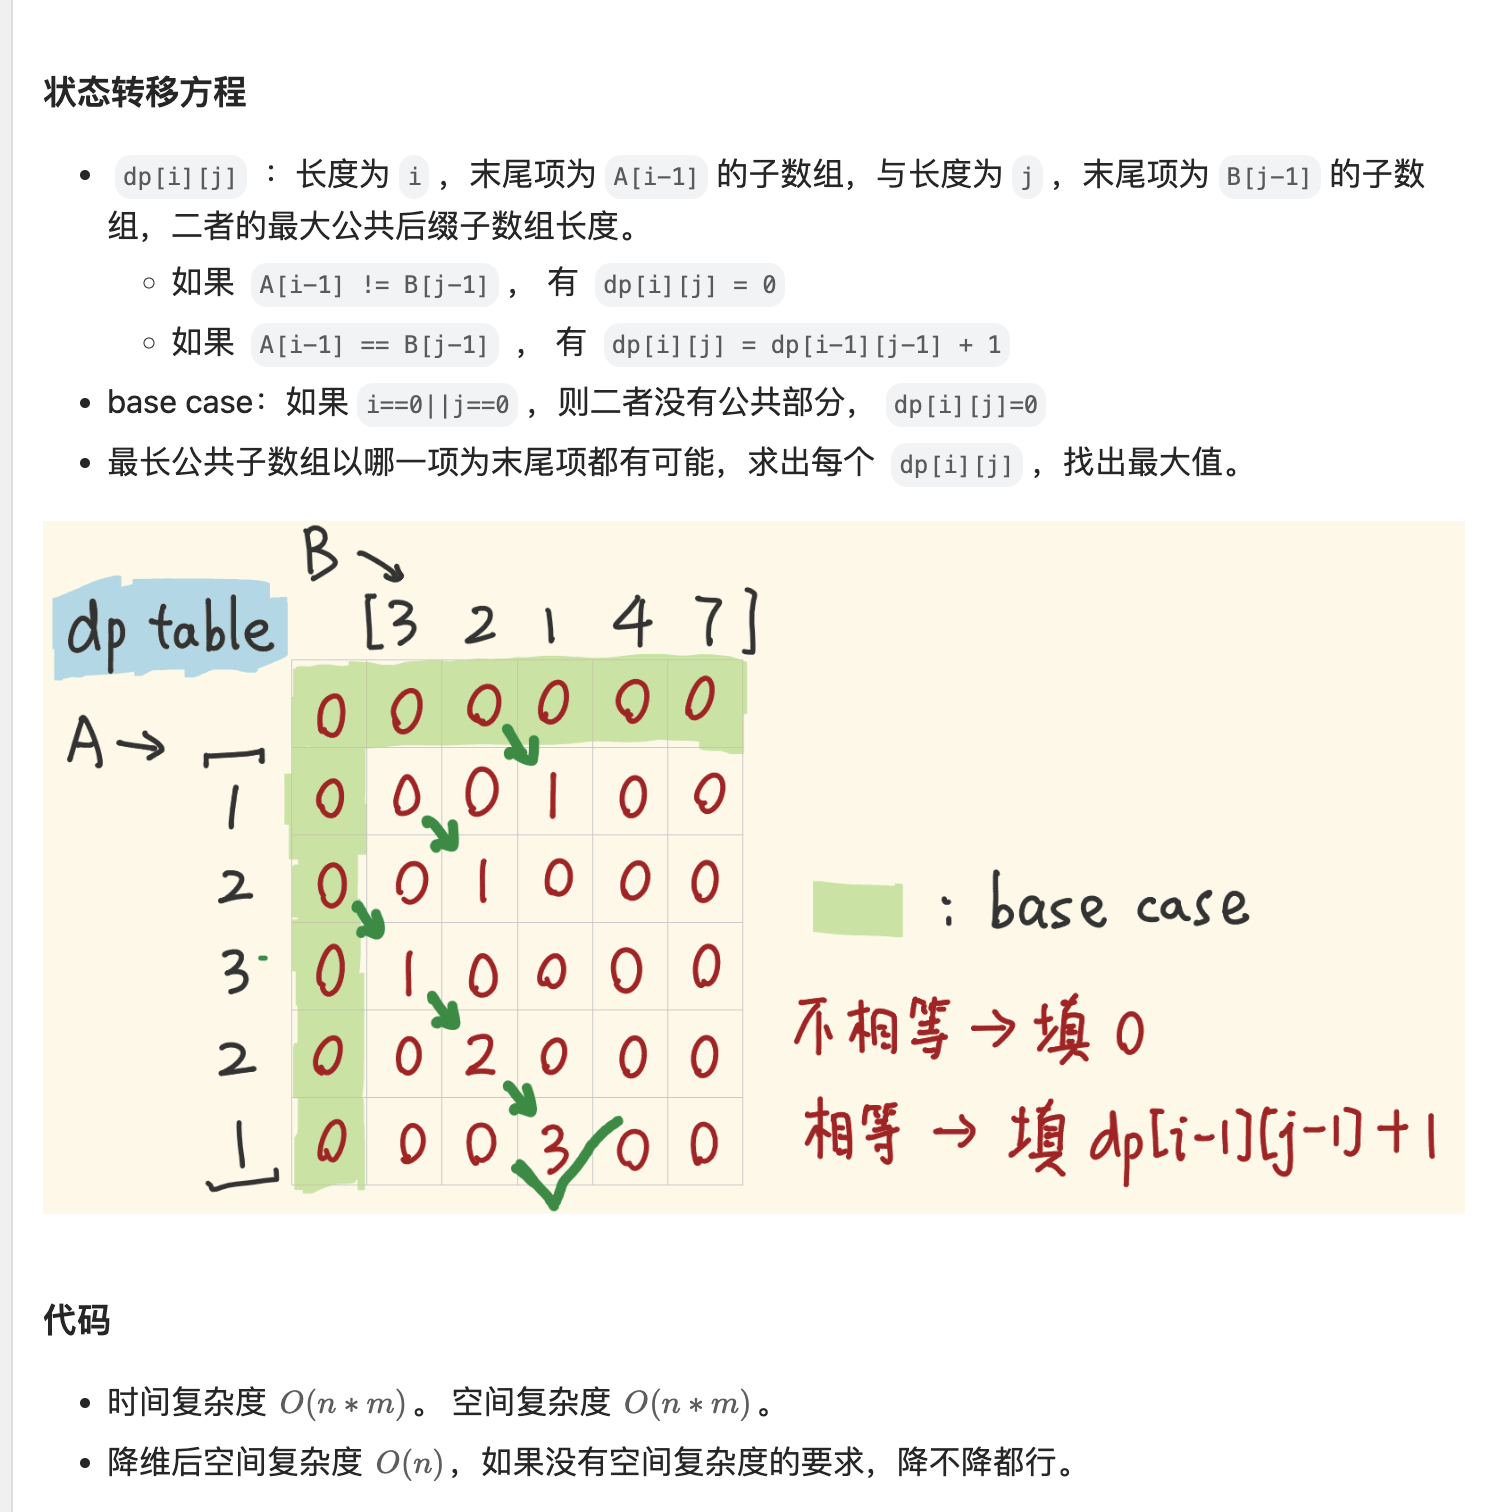 状态转移方程
dp[i][j] ： 长度为 i ，末尾项为 A[i-1] 的子数组，与长度为 j ，末尾项为 B[j-1] 的子数
组，二者的最大公共后缀子数组长度。
如果 A[i-1] != B[j-1] ， 有 dp[i][j] = 0
如果 A[i-1] == B[j-1] ， 有 dp[i][j] = dp[i-1][j-1] + 1
base case：如果 i==0||j==0 ，则二者没有公共部分， dp[i][j]=0
最长公共子数组以哪一项为末尾项都有可能，求出每个 dp[i][j] ，找出最大值。
B →
dp table [3 2 1 4 7]
0 0 0 0 0 0
A → [
1 0 0 0 1 0 0
2 0 0 1 0 0 0
: base case
3 0 1 0 0 0 0
不相等 → 填 0
2 0 0 2 0 0 0
相等 → 填 dp[i-1][j-1]+1
1 ] 0 0 0 3 0 0
代码
时间复杂度 O(n * m)。 空间复杂度 O(n * m)。
降维后空间复杂度 O(n)，如果没有空间复杂度的要求，降不降都行。